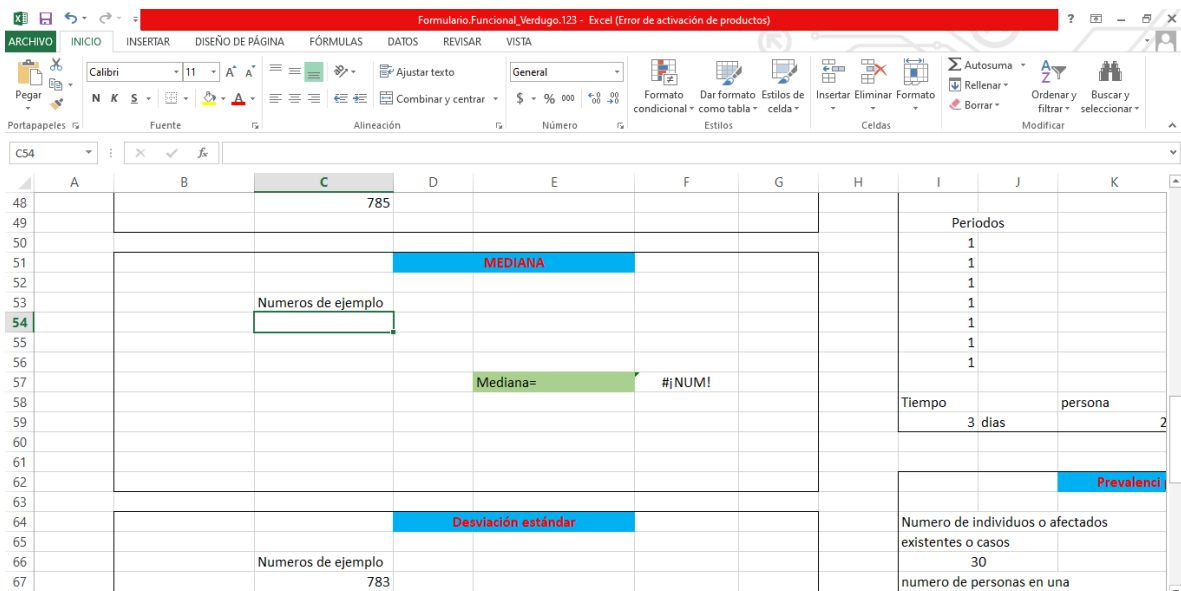 Formulario.Funcional_Verdugo.123 - Excel (Error de activación de productos)
ARCHIVO INICIO INSERTAR DISEÑO DE PÁGINA FÓRMULAS DATOS REVISAR VISTA
Calibri 11 A A Ajustar texto General Autosuma
Pegar Rellenar
N K S A Combinar y centrar $ % 000 Formato condicional Dar formato como tabla Estilos de celda Insertar Eliminar Formato Borrar Ordenar y filtrar Buscar y seleccionar
Portapapeles Fuente Alineación Número Estilos Celdas Modificar
C54 fx
A B C D E F G H I J K
48 785
49 Periodos
50 1
51 MEDIANA 1
52 1
53 Numeros de ejemplo 1
54 1
55 1
56 1
57 Mediana= #¡NUM!
58 Tiempo persona
59 3 dias 2
60
61
62 Prevalenci
63
64 Desviación estándar Numero de individuos o afectados
65 existentes o casos
66 Numeros de ejemplo 30
67 783 numero de personas en una